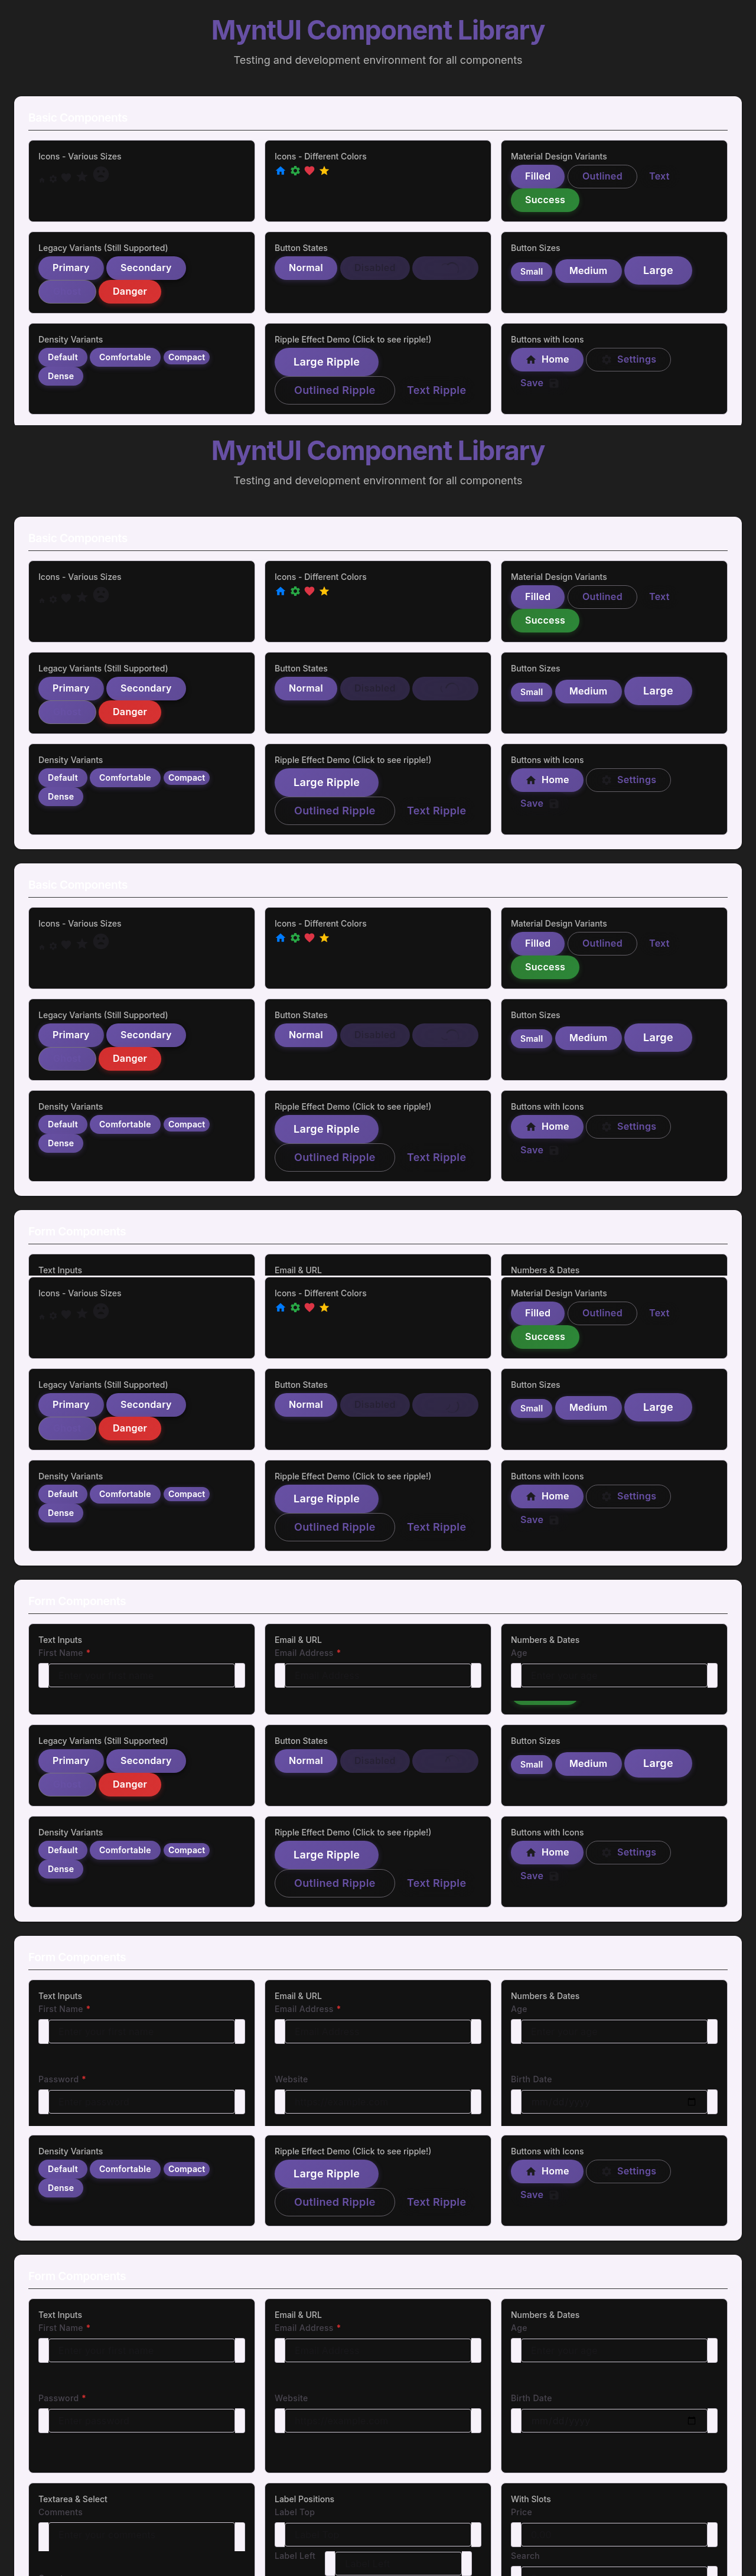 MyntUI Component Library
Testing and development environment for all components
Basic Components
Icons - Various Sizes
Icons - Different Colors
Material Design Variants
Filled Outlined Text
Success
Legacy Variants (Still Supported)
Button States
Button Sizes
Primary Secondary
Normal Disabled
Small Medium Large
Danger
Density Variants
Ripple Effect Demo (Click to see ripple!)
Buttons with Icons
Default Comfortable Compact
Large Ripple
Home Settings
Dense
Outlined Ripple Text Ripple
Save
MyntUI Component Library
Testing and development environment for all components
Basic Components
Icons - Various Sizes
Icons - Different Colors
Material Design Variants
Filled Outlined Text
Success
Legacy Variants (Still Supported)
Button States
Button Sizes
Primary Secondary
Normal Disabled
Small Medium Large
Danger
Density Variants
Ripple Effect Demo (Click to see ripple!)
Buttons with Icons
Default Comfortable Compact
Large Ripple
Home Settings
Dense
Outlined Ripple Text Ripple
Save
Basic Components
Icons - Various Sizes
Icons - Different Colors
Material Design Variants
Filled Outlined Text
Success
Legacy Variants (Still Supported)
Button States
Button Sizes
Primary Secondary
Normal Disabled
Small Medium Large
Danger
Density Variants
Ripple Effect Demo (Click to see ripple!)
Buttons with Icons
Default Comfortable Compact
Large Ripple
Home Settings
Dense
Outlined Ripple Text Ripple
Save
Form Components
Text Inputs
Email & URL
Numbers & Dates
Icons - Various Sizes
Icons - Different Colors
Material Design Variants
Filled Outlined Text
Success
Legacy Variants (Still Supported)
Button States
Button Sizes
Primary Secondary
Normal Disabled
Small Medium Large
Danger
Density Variants
Ripple Effect Demo (Click to see ripple!)
Buttons with Icons
Default Comfortable Compact
Large Ripple
Home Settings
Dense
Outlined Ripple Text Ripple
Save
Form Components
Text Inputs
Email & URL
Numbers & Dates
First Name *
Email Address *
Age
Legacy Variants (Still Supported)
Button States
Button Sizes
Primary Secondary
Normal Disabled
Small Medium Large
Danger
Density Variants
Ripple Effect Demo (Click to see ripple!)
Buttons with Icons
Default Comfortable Compact
Large Ripple
Home Settings
Dense
Outlined Ripple Text Ripple
Save
Form Components
Text Inputs
Email & URL
Numbers & Dates
First Name *
Email Address *
Age
Password *
Website
Birth Date
Density Variants
Ripple Effect Demo (Click to see ripple!)
Buttons with Icons
Default Comfortable Compact
Large Ripple
Home Settings
Dense
Outlined Ripple Text Ripple
Save
Form Components
Text Inputs
Email & URL
Numbers & Dates
First Name *
Email Address *
Age
Password *
Website
Birth Date
Textarea & Select
Label Positions
With Slots
Comments
Label Top
Price
Label Left
Search